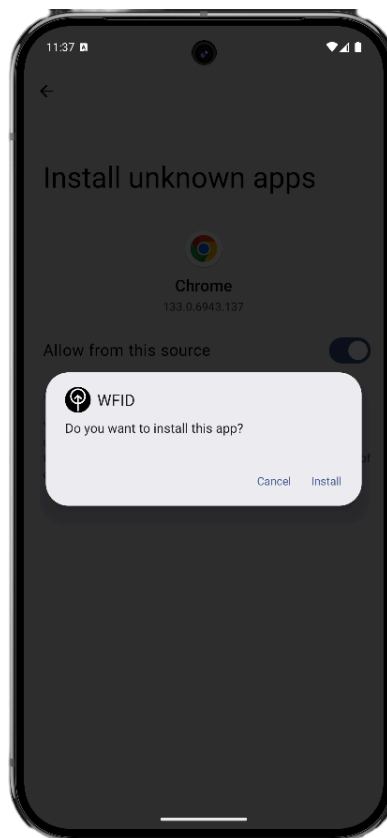 11:37
Install unknown apps
Chrome
133.0.6943.137
Allow from this source
WFID
Do you want to install this app?
of
Cancel Install